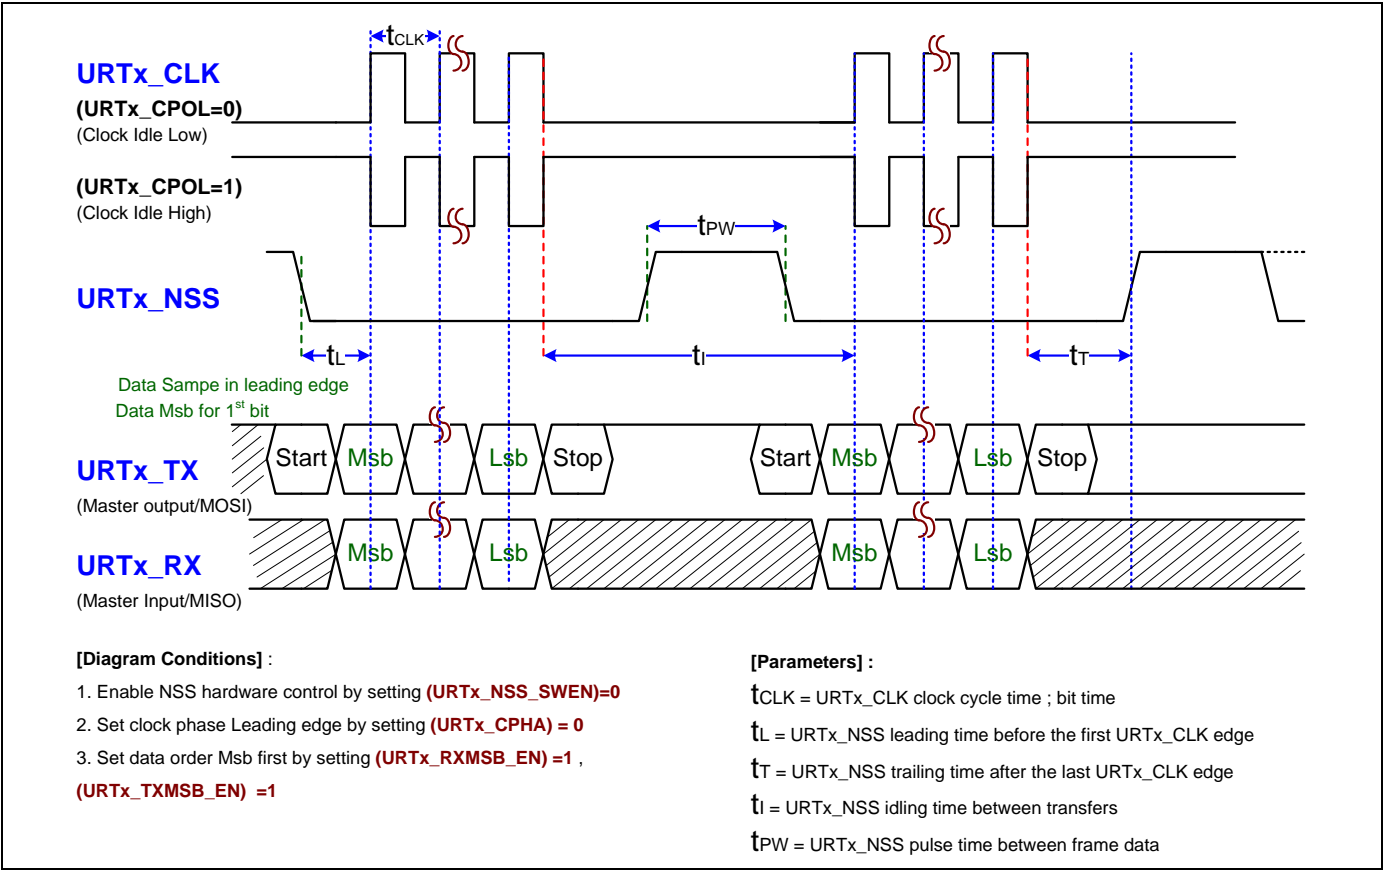 tCLK
URTx_CLK
(URTx_CPOL=0)
(Clock Idle Low)
(URTx_CPOL=1)
(Clock Idle High)
tPW
URTx_NSS
tL
tI
tT
Data Sampe in leading edge
Data Msb for 1st bit
Start Msb Lsb Stop Start Msb Lsb Stop
URTx_TX
(Master output/MOSI)
Msb Lsb Msb Lsb
URTx_RX
(Master Input/MISO)
[Diagram Conditions] :
1. Enable NSS hardware control by setting (URTx_NSS_SWEN)=0
2. Set clock phase Leading edge by setting (URTx_CPHA) = 0
3. Set data order Msb first by setting (URTx_RXMSB_EN) =1 ,
(URTx_TXMSB_EN) =1
[Parameters] :
tCLK = URTx_CLK clock cycle time ; bit time
tL = URTx_NSS leading time before the first URTx_CLK edge
tT = URTx_NSS trailing time after the last URTx_CLK edge
tI = URTx_NSS idling time between transfers
tPW = URTx_NSS pulse time between frame data